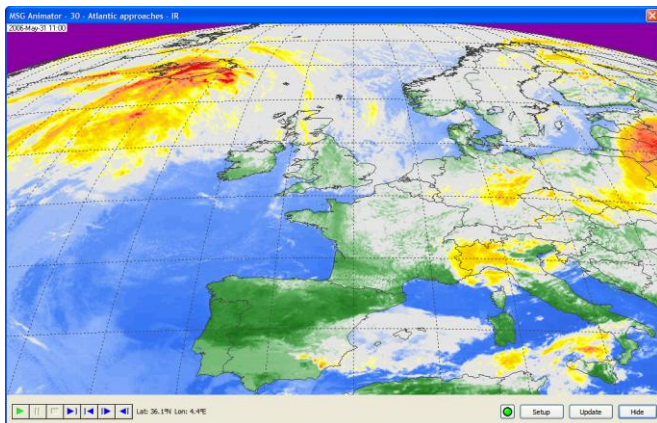 MSG Animator - 30 - Atlantic approaches - IR
2006-May-31 11:00
Lat: 36.1°N Lon: 4.4°E
Setup
Update
Hide